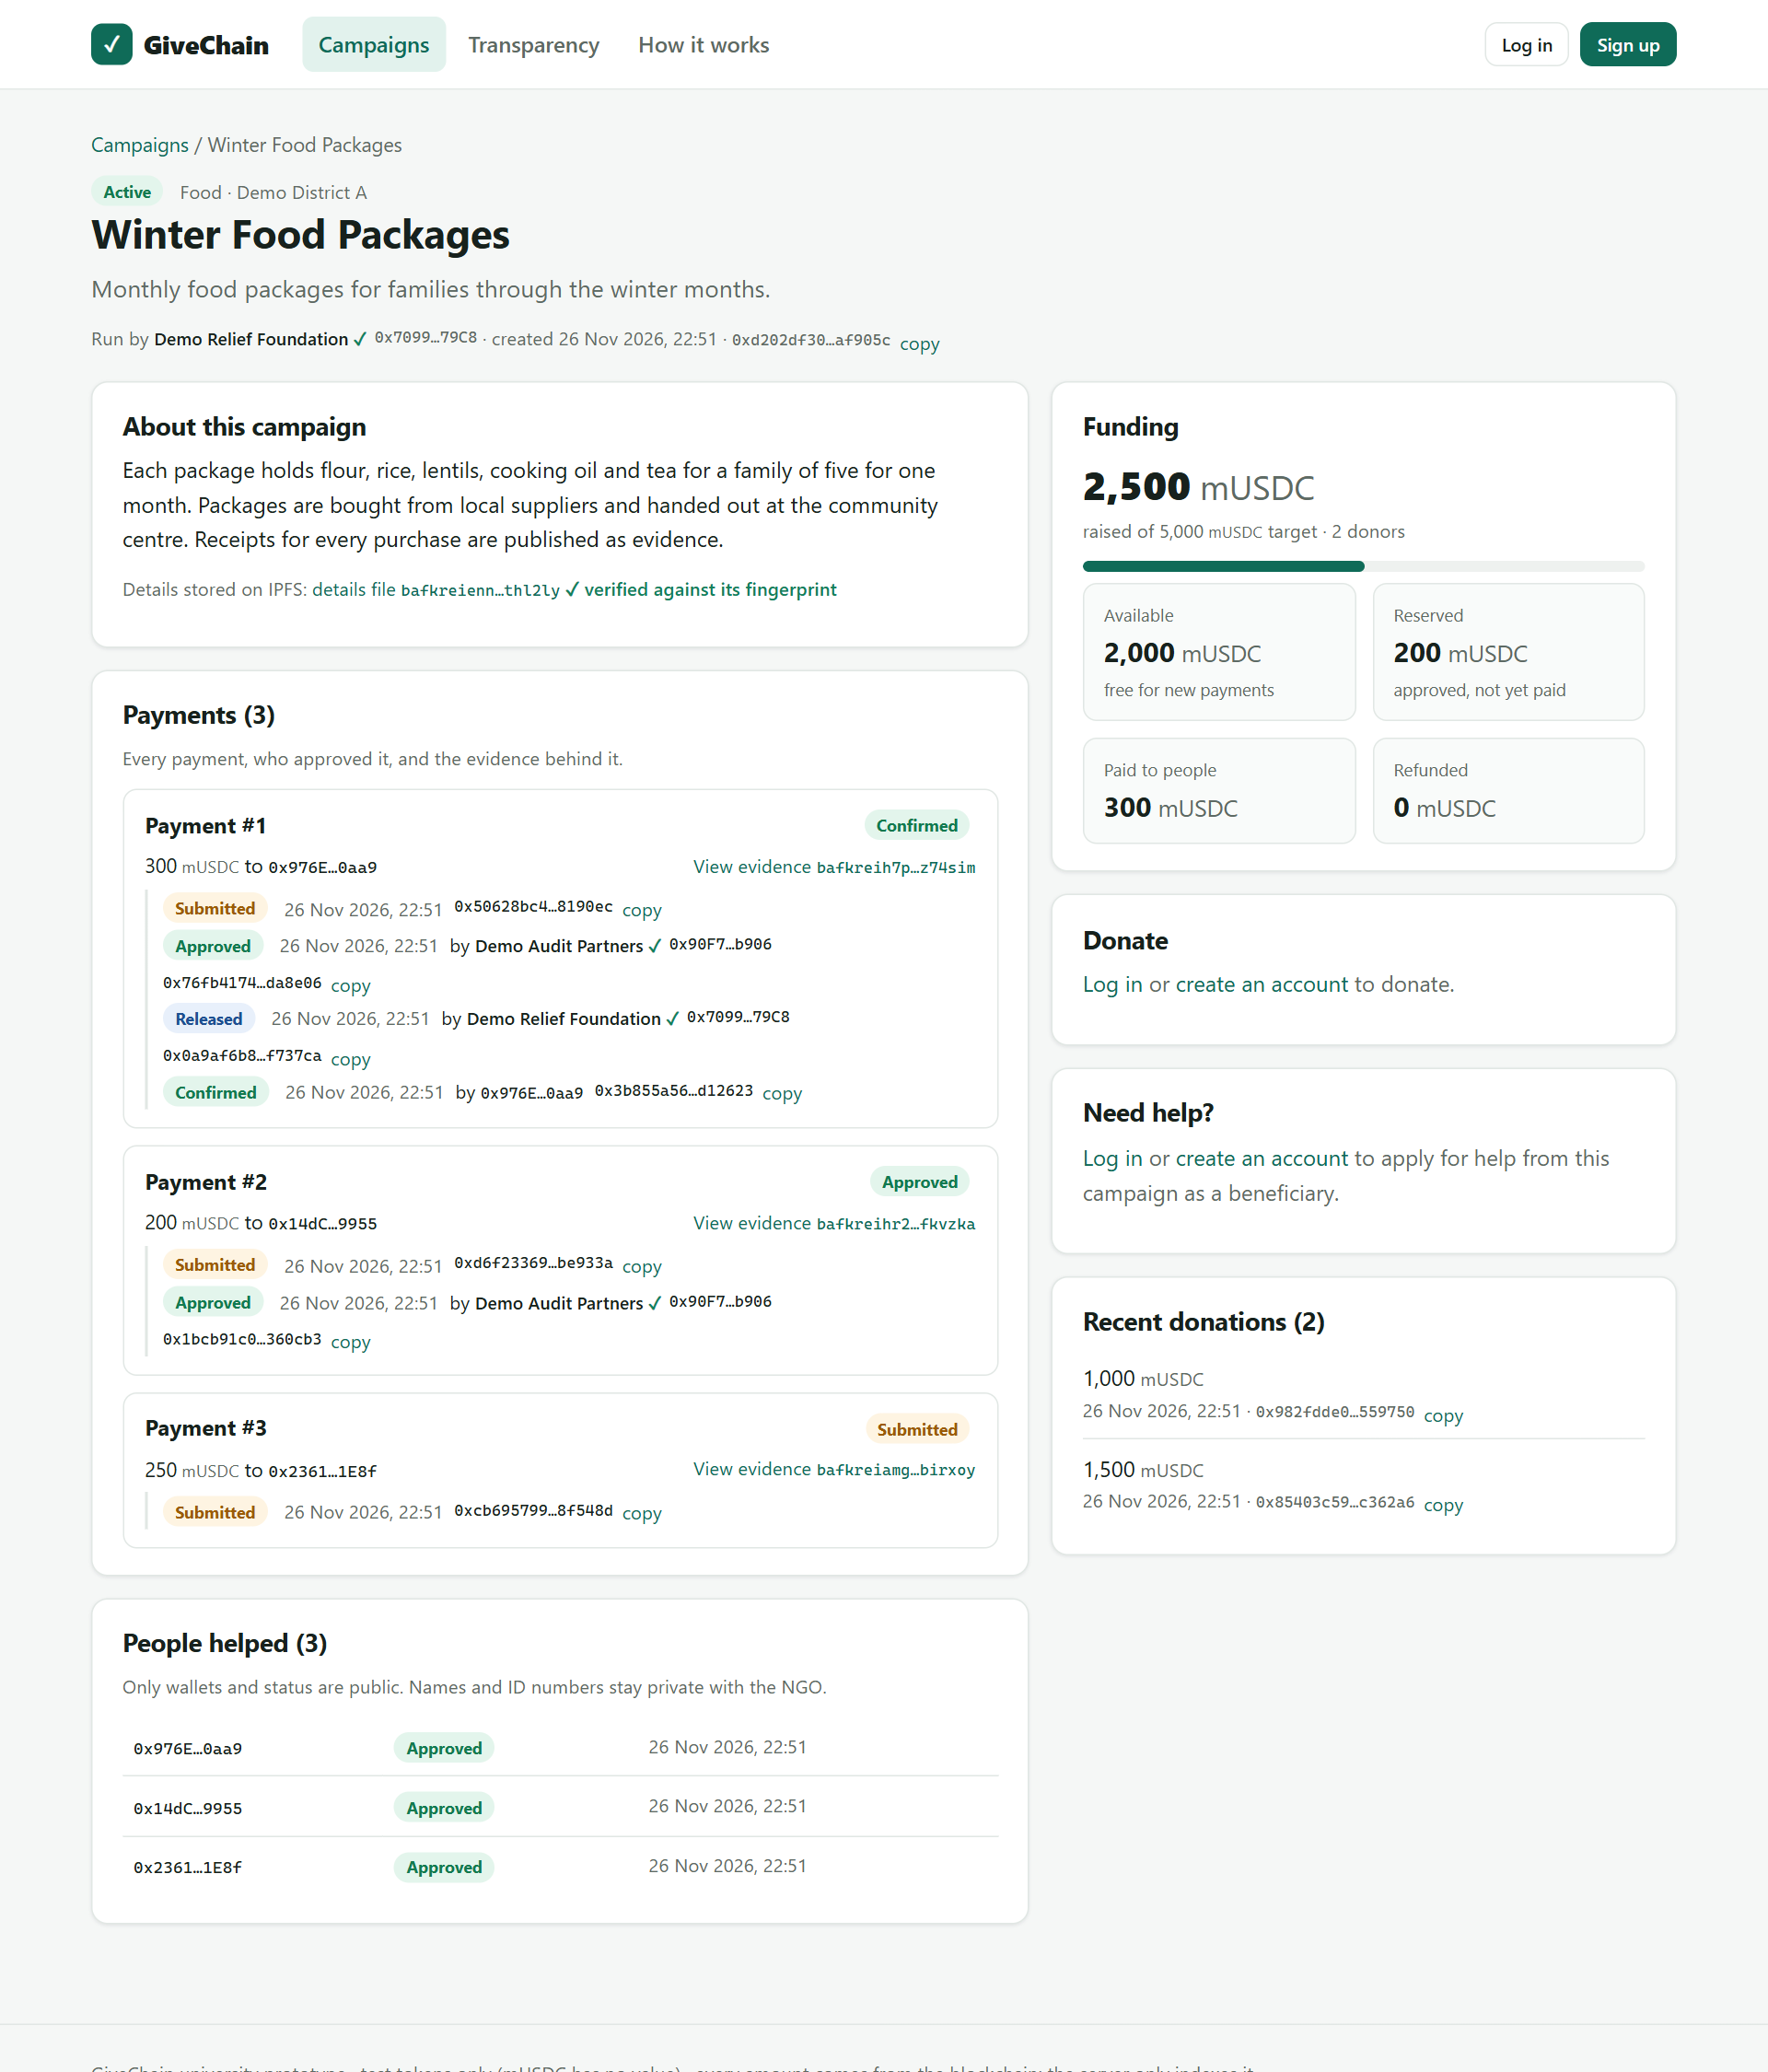 GiveChain
Campaigns
Transparency
How it works
Log in
Sign up
Campaigns / Winter Food Packages
Active Food · Demo District A
Winter Food Packages
Monthly food packages for families through the winter months.
Run by Demo Relief Foundation ✓ 0x7099…79C8 · created 26 Nov 2026, 22:51 · 0xd202df30…af905c copy
About this campaign
Each package holds flour, rice, lentils, cooking oil and tea for a family of five for one
month. Packages are bought from local suppliers and handed out at the community
centre. Receipts for every purchase are published as evidence.
Details stored on IPFS: details file bafkreienn…thl2ly ✓ verified against its fingerprint
Payments (3)
Every payment, who approved it, and the evidence behind it.
Payment #1 Confirmed
300 mUSDC to 0x976E…0aa9 View evidence bafkreih7p…z74sim
Submitted 26 Nov 2026, 22:51 0x50628bc4…8190ec copy
Approved 26 Nov 2026, 22:51 by Demo Audit Partners ✓ 0x90F7…b906
0x76fb4174…da8e06 copy
Released 26 Nov 2026, 22:51 by Demo Relief Foundation ✓ 0x7099…79C8
0x0a9af6b8…f737ca copy
Confirmed 26 Nov 2026, 22:51 by 0x976E…0aa9 0x3b855a56…d12623 copy
Payment #2 Approved
200 mUSDC to 0x14dC…9955 View evidence bafkreihr2…fkvzka
Submitted 26 Nov 2026, 22:51 0xd6f23369…be933a copy
Approved 26 Nov 2026, 22:51 by Demo Audit Partners ✓ 0x90F7…b906
0x1bcb91c0…360cb3 copy
Payment #3 Submitted
250 mUSDC to 0x2361…1E8f View evidence bafkreiamg…birxoy
Submitted 26 Nov 2026, 22:51 0xcb695799…8f548d copy
People helped (3)
Only wallets and status are public. Names and ID numbers stay private with the NGO.
0x976E…0aa9 Approved 26 Nov 2026, 22:51
0x14dC…9955 Approved 26 Nov 2026, 22:51
0x2361…1E8f Approved 26 Nov 2026, 22:51
Funding
2,500 mUSDC
raised of 5,000 mUSDC target · 2 donors
Available
2,000 mUSDC
free for new payments
Reserved
200 mUSDC
approved, not yet paid
Paid to people
300 mUSDC
Refunded
0 mUSDC
Donate
Log in or create an account to donate.
Need help?
Log in or create an account to apply for help from this
campaign as a beneficiary.
Recent donations (2)
1,000 mUSDC
26 Nov 2026, 22:51 · 0x982fdde0…559750 copy
1,500 mUSDC
26 Nov 2026, 22:51 · 0x85403c59…c362a6 copy